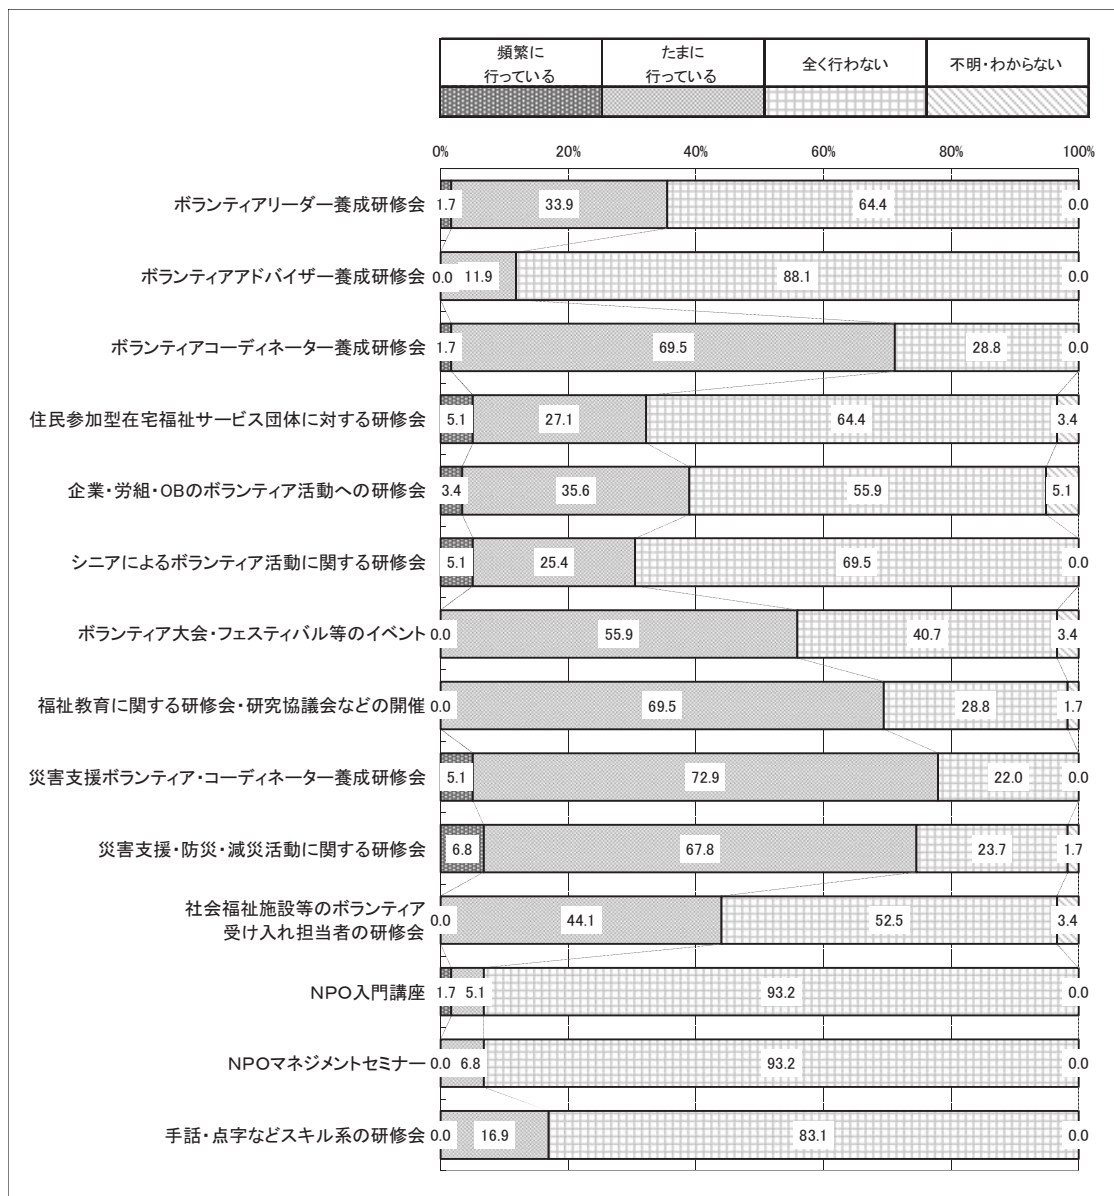 頻繁に
行っている
たまに
行っている
全く行わない
不明・わからない
0% 20% 40% 60% 80% 100%
ボランティアリーダー養成研修会 1.7 33.9 64.4 0.0
ボランティアアドバイザー養成研修会 0.0 11.9 88.1 0.0
ボランティアコーディネーター養成研修会 1.7 69.5 28.8 0.0
住民参加型在宅福祉サービス団体に対する研修会 5.1 27.1 64.4 3.4
企業・労組・OBのボランティア活動への研修会 3.4 35.6 55.9 5.1
シニアによるボランティア活動に関する研修会 5.1 25.4 69.5 0.0
ボランティア大会・フェスティバル等のイベント 0.0 55.9 40.7 3.4
福祉教育に関する研修会・研究協議会などの開催 0.0 69.5 28.8 1.7
災害支援ボランティア・コーディネーター養成研修会 5.1 72.9 22.0 0.0
災害支援・防災・減災活動に関する研修会 6.8 67.8 23.7 1.7
社会福祉施設等のボランティア
受け入れ担当者の研修会 0.0 44.1 52.5 3.4
NPO入門講座 1.7 5.1 93.2 0.0
NPOマネジメントセミナー 0.0 6.8 93.2 0.0
手話・点字などスキル系の研修会 0.0 16.9 83.1 0.0